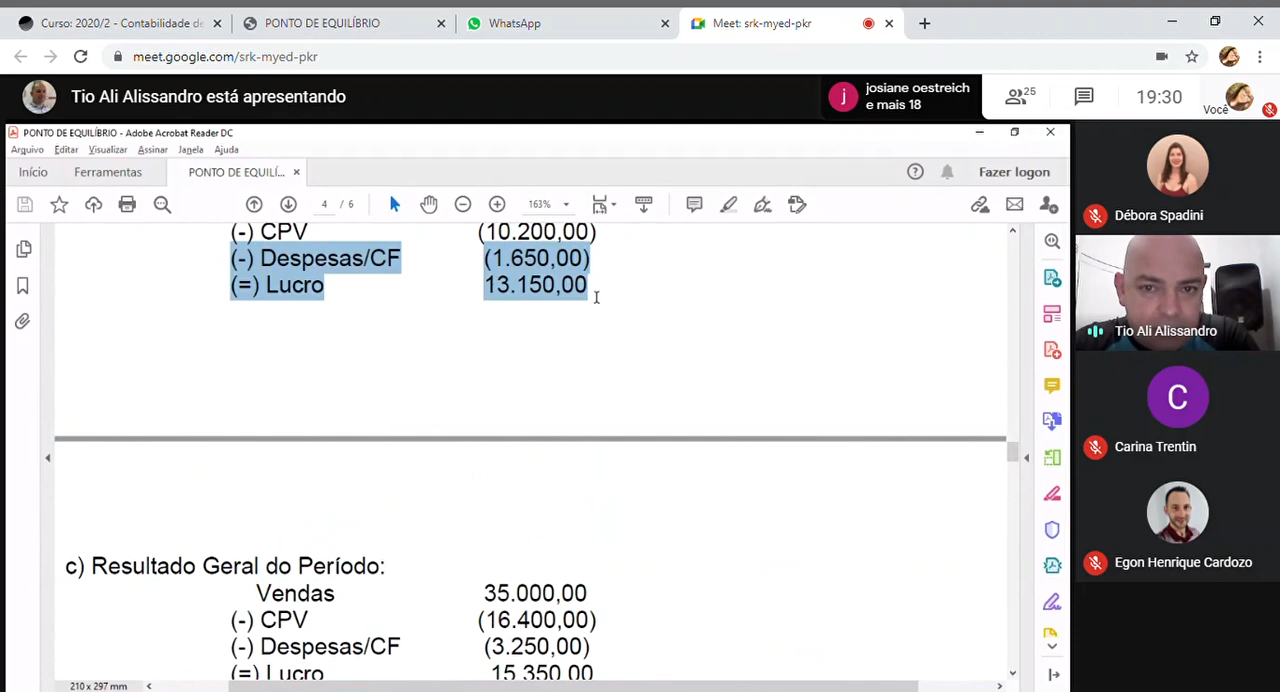 Curso: 2020/2 - Contabilidade de
PONTO DE EQUILÍBRIO
WhatsApp
Meet: srk-myed-pkr
meet.google.com/srk-myed-pkr
Tio Ali Alissandro está apresentando
j
josiane oestreich
e mais 18
25
19:30
Você
PONTO DE EQUILÍBRIO - Adobe Acrobat Reader DC
Arquivo Editar Visualizar Assinar Janela Ajuda
Início Ferramentas PONTO DE EQUILÍ... Fazer logon
4 / 6 163%
(-) CPV (10.200,00)
(-) Despesas/CF (1.650,00)
(=) Lucro 13.150,00
c) Resultado Geral do Período:
Vendas 35.000,00
(-) CPV (16.400,00)
(-) Despesas/CF (3.250,00)
(=) Lucro 15.350,00
210 x 297 mm
Débora Spadini
Tio Ali Alissandro
C
Carina Trentin
Egon Henrique Cardozo